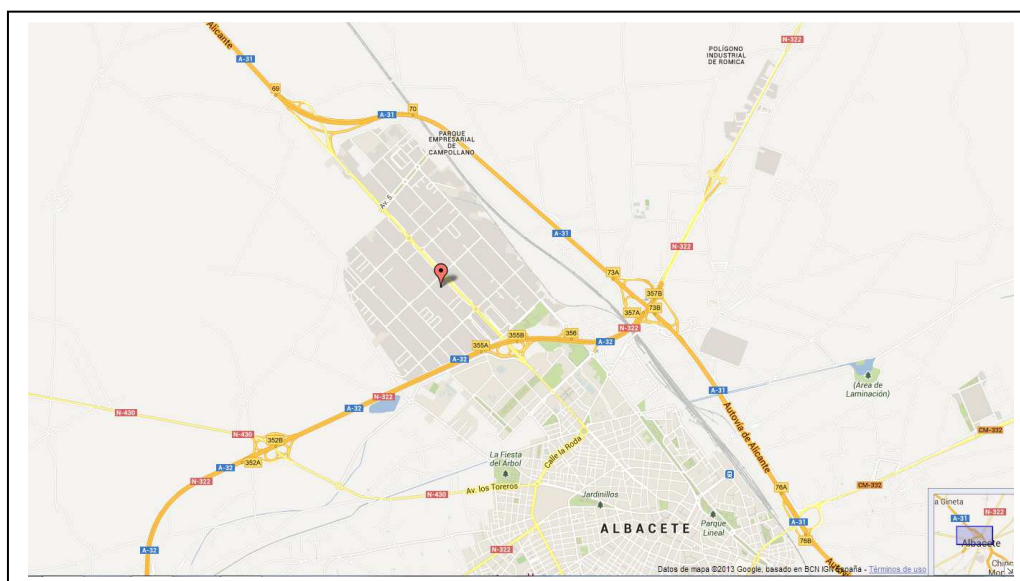 Alicante
A-31
69
70
A-31
PARQUE
EMPRESARIAL
DE
CAMPOLLANO
N-322
POLÍGONO
INDUSTRIAL
DE ROMICA
Av. 5
A-31
N-322
73A
357B
357A
73B
N-322
355B
356
355A
A-32
A-32
A-32
N-322
N-430
N-430
352B
352A
N-322
A-32
A-31
(Área de
Laminación)
Autovía de Alicante
CM-332
CM-332
La Fiesta
del Árbol
Calle la Roda
Av. los Toreros
N-430
Jardinillos
ALBACETE
Parque
Lineal
76A
76B
N-322
Datos de mapa ©2013 Google, basado en BCN IGN España - Términos de uso
a Gineta
N-322
A-31
Albacete
Chinc
Mon